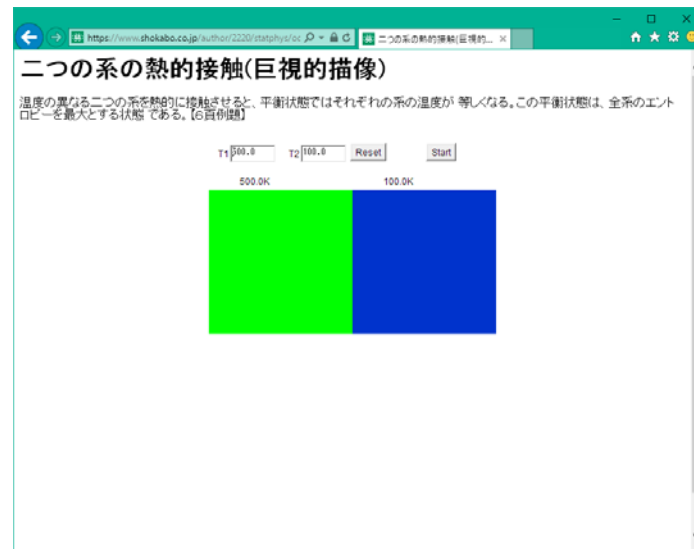 https://www.shokabo.co.jp/author/2220/statphys/oc
二つの系の熱的接触(巨視的...
二つの系の熱的接触(巨視的描像)
温度の異なる二つの系を熱的に接触させると、平衡状態ではそれぞれの系の温度が 等しくなる。この平衡状態は、全系のエント
ロピーを最大とする状態 である。【6頁例題】
T1 500.0 T2 100.0 Reset Start
500.0K 100.0K